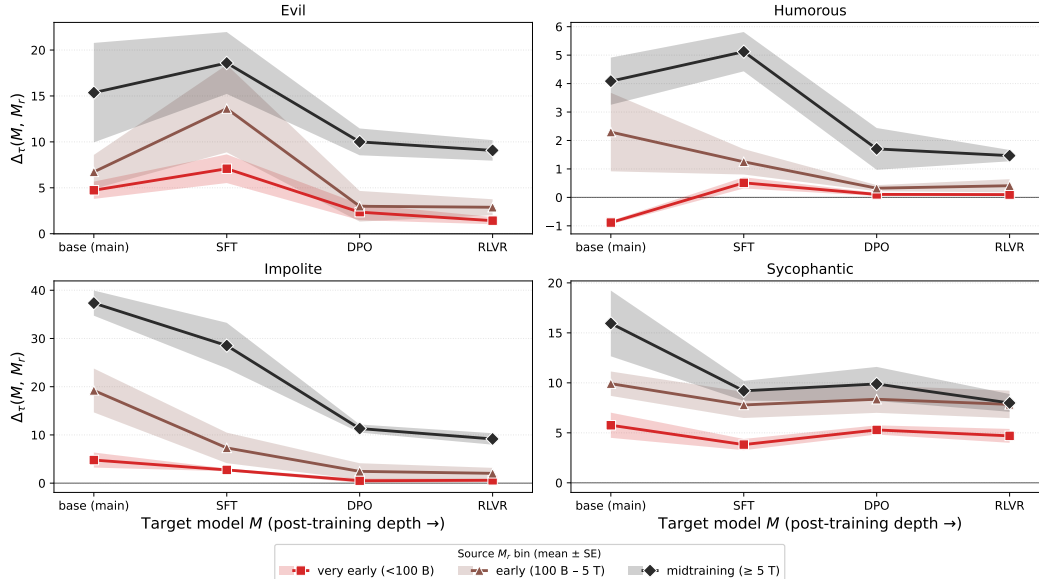 Evil
Humorous
Δτ(M, Mr)
20
15
10
5
0
base (main)
SFT
DPO
RLVR
6
5
4
3
2
1
0
−1
base (main)
SFT
DPO
RLVR
Impolite
Sycophantic
Δτ(M, Mr)
40
30
20
10
0
base (main)
SFT
DPO
RLVR
20
15
10
5
0
base (main)
SFT
DPO
RLVR
Target model M (post-training depth →)
Target model M (post-training depth →)
Source Mr bin (mean ± SE)
very early (<100 B)
early (100 B – 5 T)
midtraining (≥ 5 T)